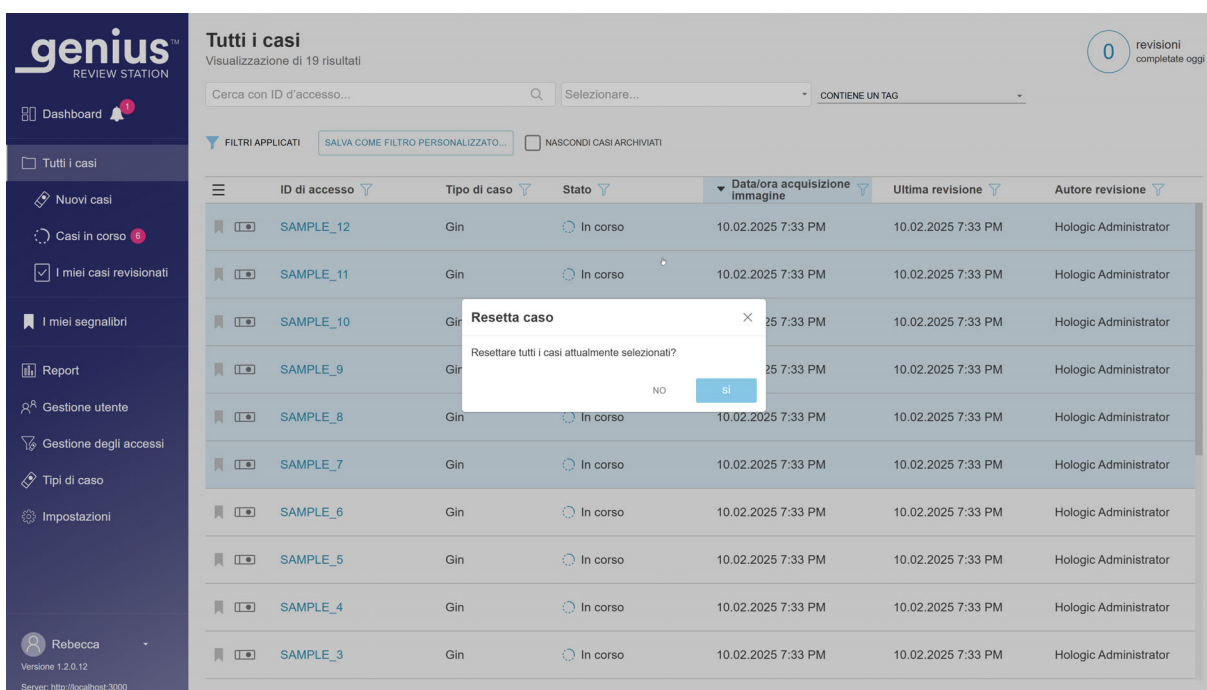 genius™
REVIEW STATION
Dashboard 1
Tutti i casi
Nuovi casi
Casi in corso 6
I miei casi revisionati
I miei segnalibri
Report
Gestione utente
Gestione degli accessi
Tipi di caso
Impostazioni
Rebecca
Versione 1.2.0.12
Server: http://localhost:3000
Tutti i casi
Visualizzazione di 19 risultati
0 revisioni
completate oggi
Cerca con ID d'accesso... Selezionare... CONTIENE UN TAG
FILTRI APPLICATI SALVA COME FILTRO PERSONALIZZATO... NASCONDI CASI ARCHIVIATI
ID di accesso Tipo di caso Stato Data/ora acquisizione immagine Ultima revisione Autore revisione
SAMPLE_12 Gin In corso 10.02.2025 7:33 PM 10.02.2025 7:33 PM Hologic Administrator
SAMPLE_11 Gin In corso 10.02.2025 7:33 PM 10.02.2025 7:33 PM Hologic Administrator
SAMPLE_10 Gin 25 7:33 PM 10.02.2025 7:33 PM Hologic Administrator
SAMPLE_9 Gin 25 7:33 PM 10.02.2025 7:33 PM Hologic Administrator
SAMPLE_8 Gin In corso 10.02.2025 7:33 PM 10.02.2025 7:33 PM Hologic Administrator
SAMPLE_7 Gin In corso 10.02.2025 7:33 PM 10.02.2025 7:33 PM Hologic Administrator
SAMPLE_6 Gin In corso 10.02.2025 7:33 PM 10.02.2025 7:33 PM Hologic Administrator
SAMPLE_5 Gin In corso 10.02.2025 7:33 PM 10.02.2025 7:33 PM Hologic Administrator
SAMPLE_4 Gin In corso 10.02.2025 7:33 PM 10.02.2025 7:33 PM Hologic Administrator
SAMPLE_3 Gin In corso 10.02.2025 7:33 PM 10.02.2025 7:33 PM Hologic Administrator
Resetta caso
Resettare tutti i casi attualmente selezionati?
NO sì